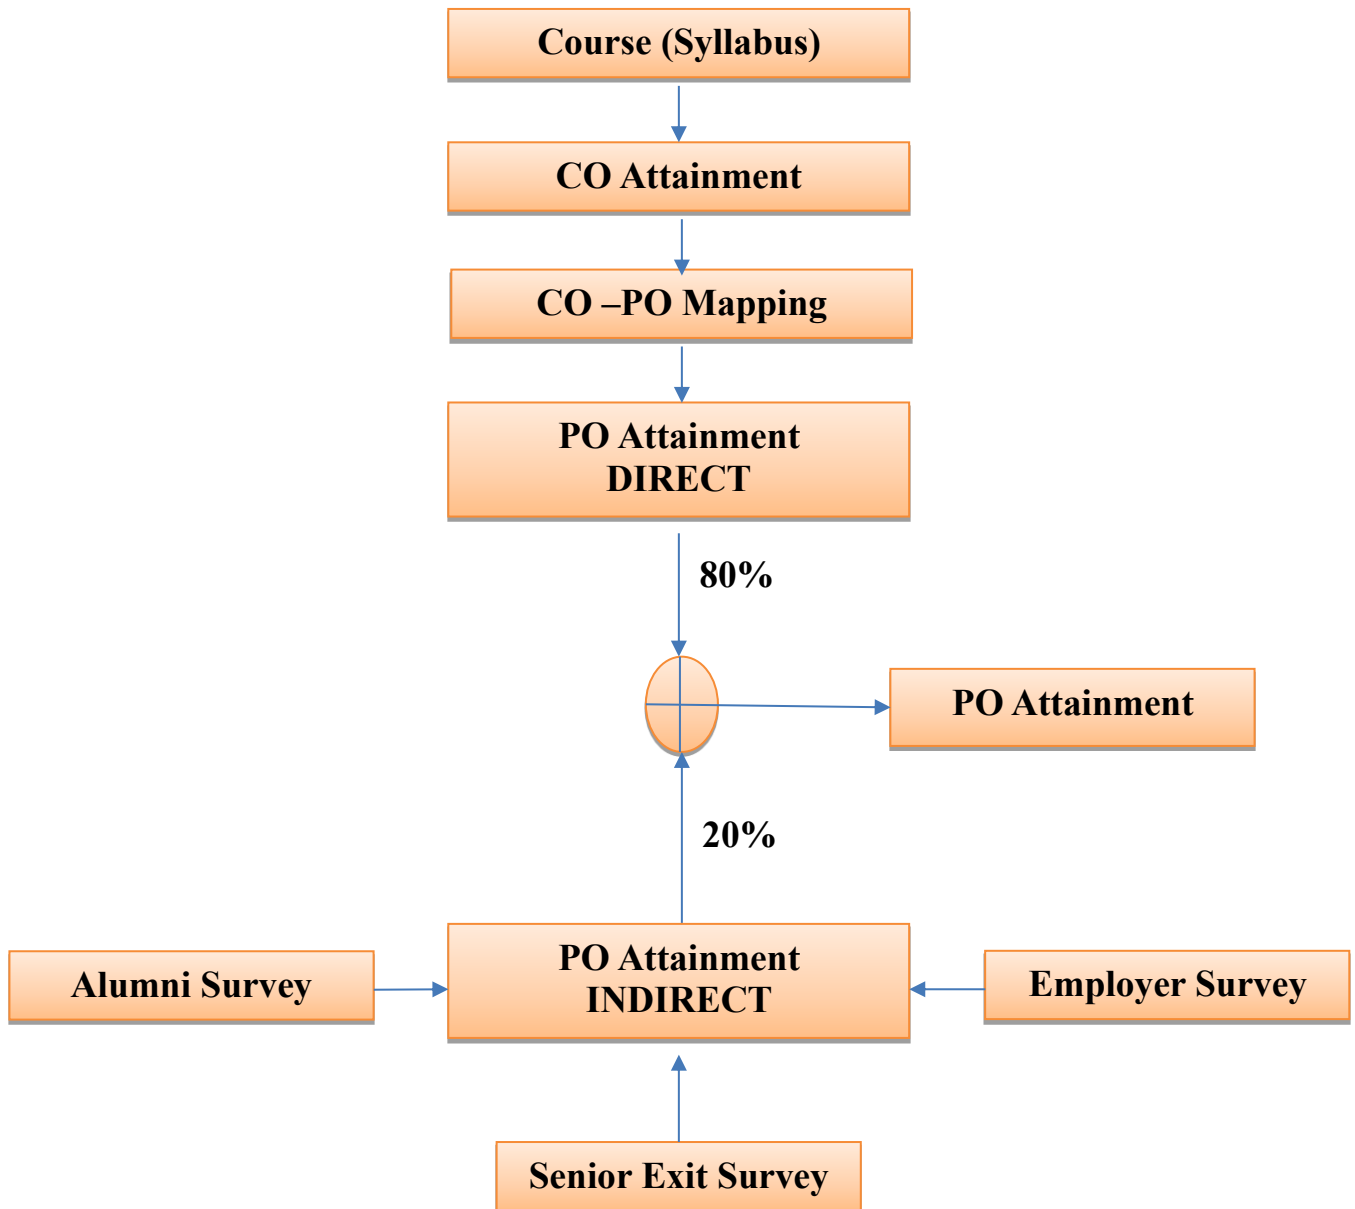 Course (Syllabus)
CO Attainment
CO –PO Mapping
PO Attainment
DIRECT
80%
PO Attainment
20%
PO Attainment
INDIRECT
Alumni Survey
Employer Survey
Senior Exit Survey